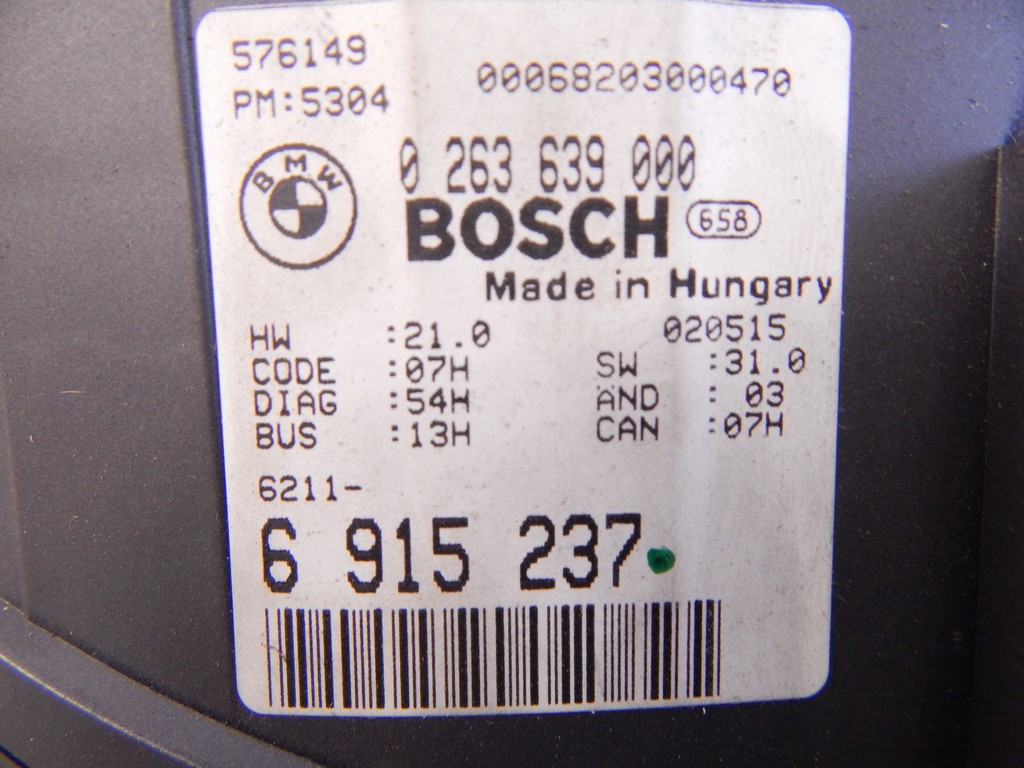 576149
00068203000470
PM:5304
0 263 639 000
BMW
BOSCH 658
Made in Hungary
HW :21.0 020515
CODE :07H SW :31.0
DIAG :54H AND : 03
BUS :13H CAN :07H
6211-
6 915 237